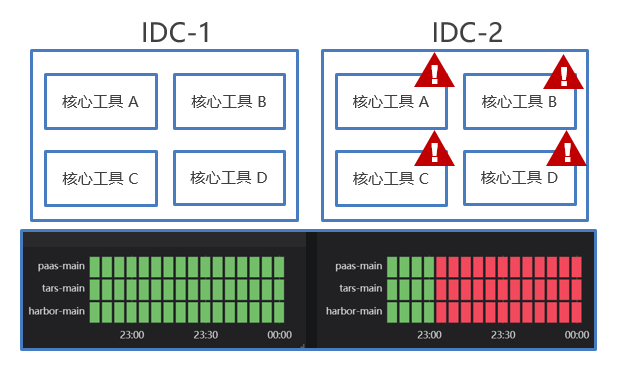 IDC-1
IDC-2
核心工具 A
核心工具 B
核心工具 A
核心工具 B
核心工具 C
核心工具 D
核心工具 C
核心工具 D
!
!
!
!
paas-main
tars-main
harbor-main
23:00
23:30
00:00
paas-main
tars-main
harbor-main
23:00
23:30
00:00